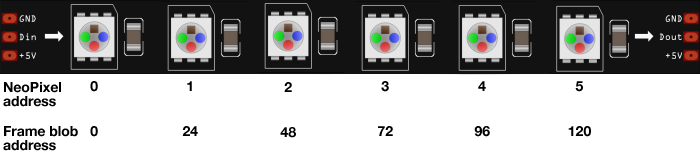 GND GND
Din Dout
+5V +5V
NeoPixel address 0 1 2 3 4 5
Frame blob address 0 24 48 72 96 120